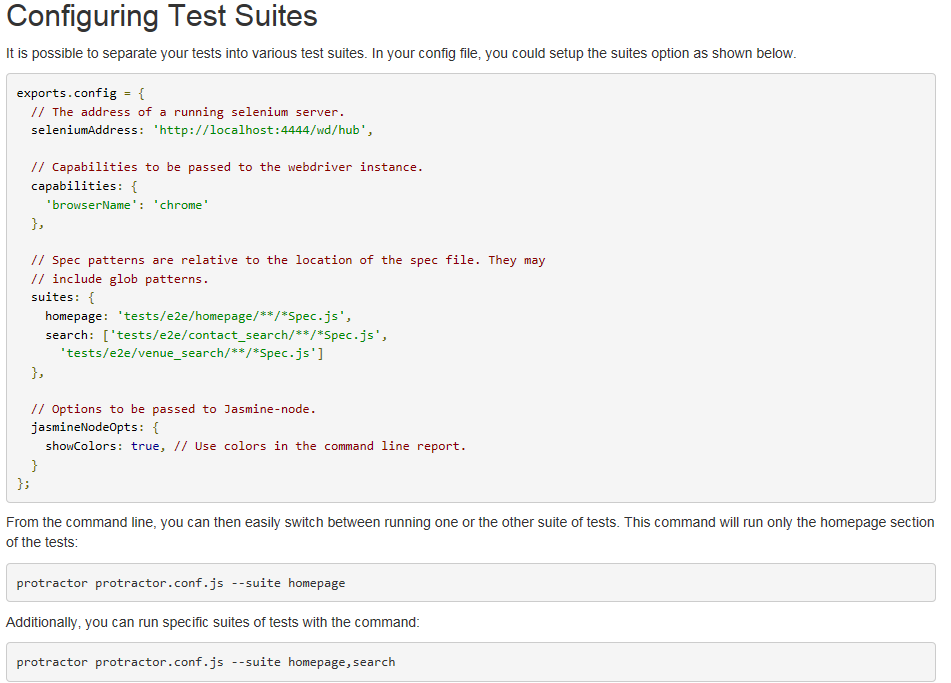 Configuring Test Suites
It is possible to separate your tests into various test suites. In your config file, you could setup the suites option as shown below.
exports.config = {
  // The address of a running selenium server.
  seleniumAddress: 'http://localhost:4444/wd/hub',

  // Capabilities to be passed to the webdriver instance.
  capabilities: {
    'browserName': 'chrome'
  },

  // Spec patterns are relative to the location of the spec file. They may
  // include glob patterns.
  suites: {
    homepage: 'tests/e2e/homepage/**/*Spec.js',
    search: ['tests/e2e/contact_search/**/*Spec.js',
      'tests/e2e/venue_search/**/*Spec.js']
  },

  // Options to be passed to Jasmine-node.
  jasmineNodeOpts: {
    showColors: true, // Use colors in the command line report.
  }
};
From the command line, you can then easily switch between running one or the other suite of tests. This command will run only the homepage section
of the tests:
protractor protractor.conf.js --suite homepage
Additionally, you can run specific suites of tests with the command:
protractor protractor.conf.js --suite homepage,search